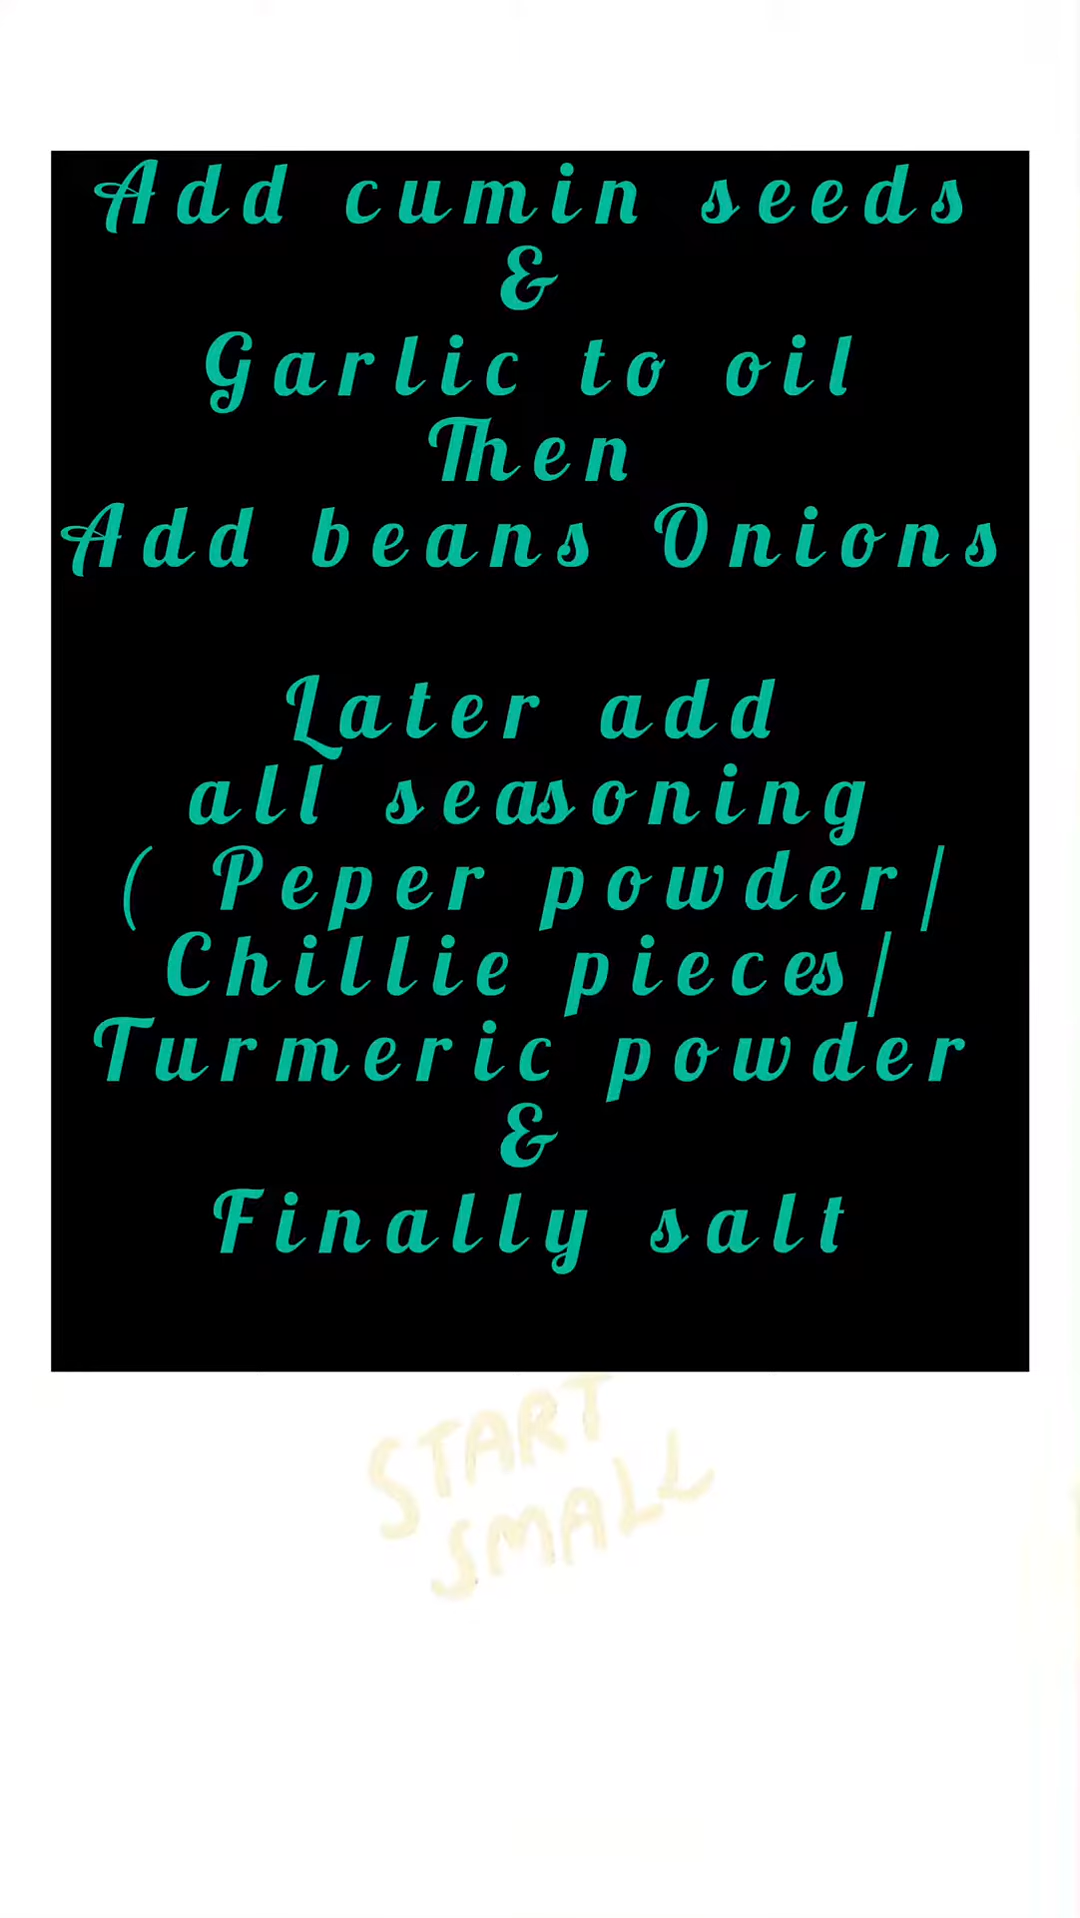 Add cumin seeds
&
Garlic to oil
Then
Add beans Onions
Later add
all seasoning
( Peper powder/
Chillie pieces/
Turmeric powder
&
Finally salt
START
SMALL